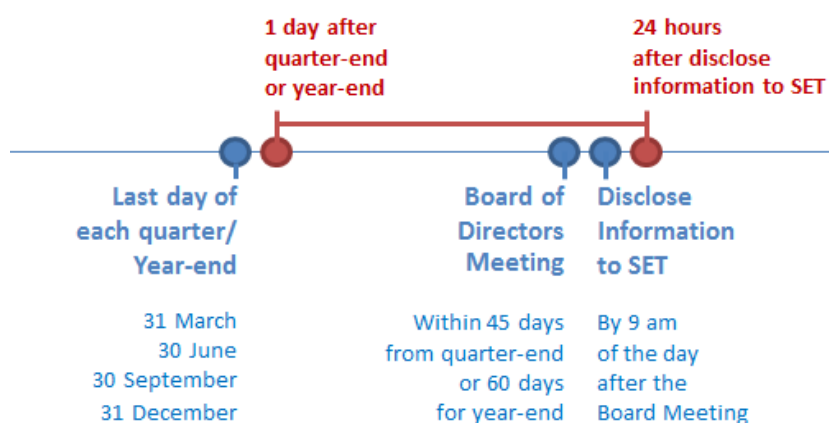 1 day after
quarter-end
or year-end
24 hours
after disclose
information to SET
Last day of
each quarter/
Year-end
Board of
Directors
Meeting
Disclose
Information
to SET
31 March
30 June
30 September
31 December
Within 45 days
from quarter-end
or 60 days
for year-end
By 9 am
of the day
after the
Board Meeting